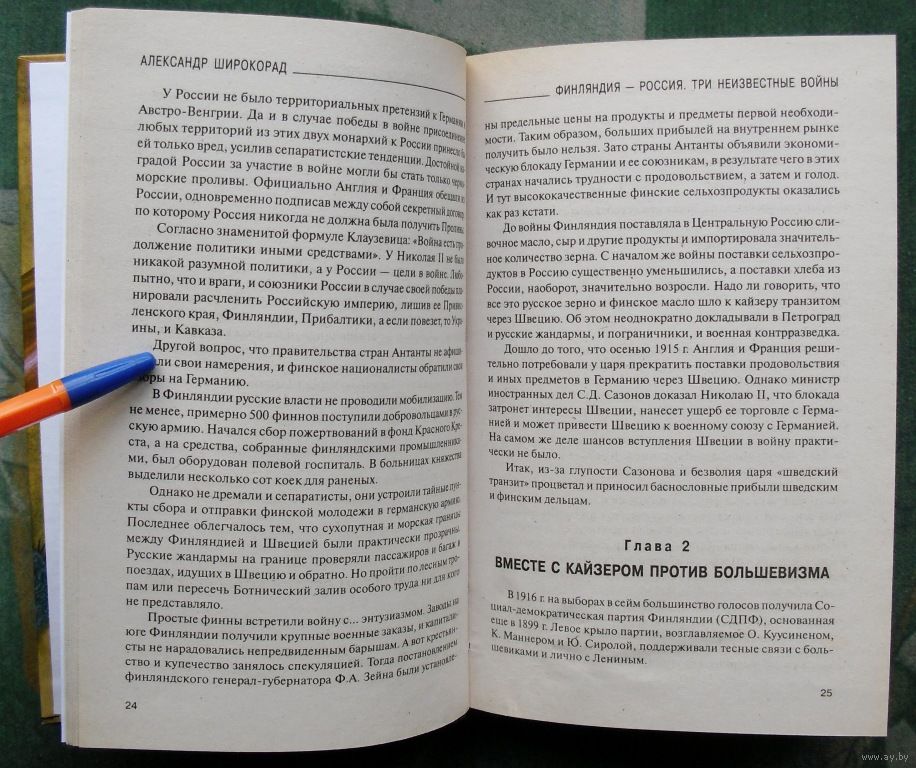 АЛЕКСАНДР ШИРОКОРАД
У России не было территориальных претензий к Германии и
Австро-Венгрии. Да и в случае победы в войне присоединение
любых территорий из этих двух монархий к России принесло бы
ей только вред, усилив сепаратистские тенденции. Достойной на-
градой России за участие в войне могли бы стать только черно-
морские проливы. Официально Англия и Франция обещали их
России, одновременно подписав между собой секретный договор,
по которому Россия никогда не должна была получить Проливы.
Согласно знаменитой формуле Клаузевица: «Война есть про-
должение политики иными средствами». У Николая II не было
никакой разумной политики, а у России — цели в войне. Любо-
пытно, что и враги, и союзники России в случае своей победы пла-
нировали расчленить Российскую империю, лишив ее Привис-
ленского края, Финляндии, Прибалтики, а если повезет, то Укра-
ины, и Кавказа.
Другой вопрос, что правительства стран Антанты не афиши-
ли свои намерения, и финское националисты обратили свои
оры на Германию.
В Финляндии русские власти не проводили мобилизацию. Тем
не менее, примерно 500 финнов поступили добровольцами в рус-
скую армию. Начался сбор пожертвований в фонд Красного Кре-
ста, а на средства, собранные финляндскими промышленника-
ми, был оборудован полевой госпиталь. В больницах княжества
выделили несколько сот коек для раненых.
Однако не дремали и сепаратисты, они устроили тайные пун-
кты сбора и отправки финской молодежи в германскую армию.
Последнее облегчалось тем, что сухопутная и морская границы
между Финляндией и Швецией были практически прозрачны.
Русские жандармы на границе проверяли пассажиров и багаж в
поездах, идущих в Швецию и обратно. Но пройти по лесным тро-
пам или пересечь Ботнический залив особого труда ни для кого
не представляло.
Простые финны встретили войну с... энтузиазмом. Заводы на
юге Финляндии получили крупные военные заказы, и капитали-
сты не нарадовались непредвиденным барышам. А вот крестьян-
ство и купечество занялось спекуляцией. Тогда постановлением
финляндского генерал-губернатора Ф.А. Зейна были установле-
24
ФИНЛЯНДИЯ — РОССИЯ. ТРИ НЕИЗВЕСТНЫЕ ВОЙНЫ
ны предельные цены на продукты и предметы первой необходи-
мости. Таким образом, больших прибылей на внутреннем рынке
получить было нельзя. Зато страны Антанты объявили экономи-
ческую блокаду Германии и ее союзникам, в результате чего в этих
странах начались трудности с продовольствием, а затем и голод.
И тут высококачественные финские сельхозпродукты оказались
как раз кстати.
До войны Финляндия поставляла в Центральную Россию сли-
вочное масло, сыр и другие продукты и импортировала значитель-
ное количество зерна. С началом же войны поставки сельхозпро-
дуктов в Россию существенно уменьшились, а поставки хлеба из
России, наоборот, значительно возросли. Надо ли говорить, что
все это русское зерно и финское масло шло к кайзеру транзитом
через Швецию. Об этом неоднократно докладывали в Петроград
и русские жандармы, и пограничники, и военная контрразведка.
Дошло до того, что осенью 1915 г. Англия и Франция реши-
тельно потребовали у царя прекратить поставки продовольствия
и иных предметов в Германию через Швецию. Однако министр
иностранных дел С.Д. Сазонов доказал Николаю II, что блокада
затронет интересы Швеции, нанесет ущерб ее торговле с Герма-
нией и может привести Швецию к военному союзу с Германией.
На самом же деле шансов вступления Швеции в войну практи-
чески не было.
Итак, из-за глупости Сазонова и безволия царя «шведский
транзит» процветал и приносил баснословные прибыли шведским
и финским дельцам.
Глава 2
ВМЕСТЕ С КАЙЗЕРОМ ПРОТИВ БОЛЬШЕВИЗМА
В 1916 г. на выборах в сейм большинство голосов получила Со-
циал-демократическая партия Финляндии (СДПФ), основанная
еще в 1899 г. Левое крыло партии, возглавляемое О. Куусиненом,
К. Маннером и Ю. Сиролой, поддерживали тесные связи с боль-
шевиками и лично с Лениным.
25
www.ay.by